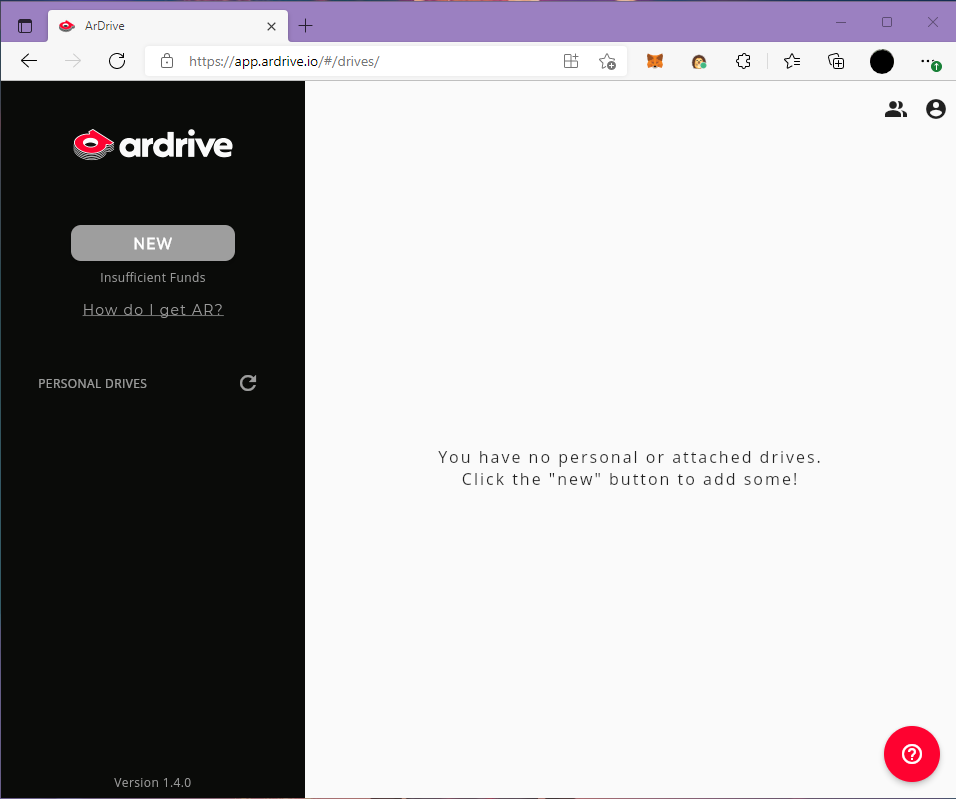 ArDrive
https://app.ardrive.io/#/drives/
ardrive
NEW
Insufficient Funds
How do I get AR?
PERSONAL DRIVES
You have no personal or attached drives.
Click the "new" button to add some!
Version 1.4.0